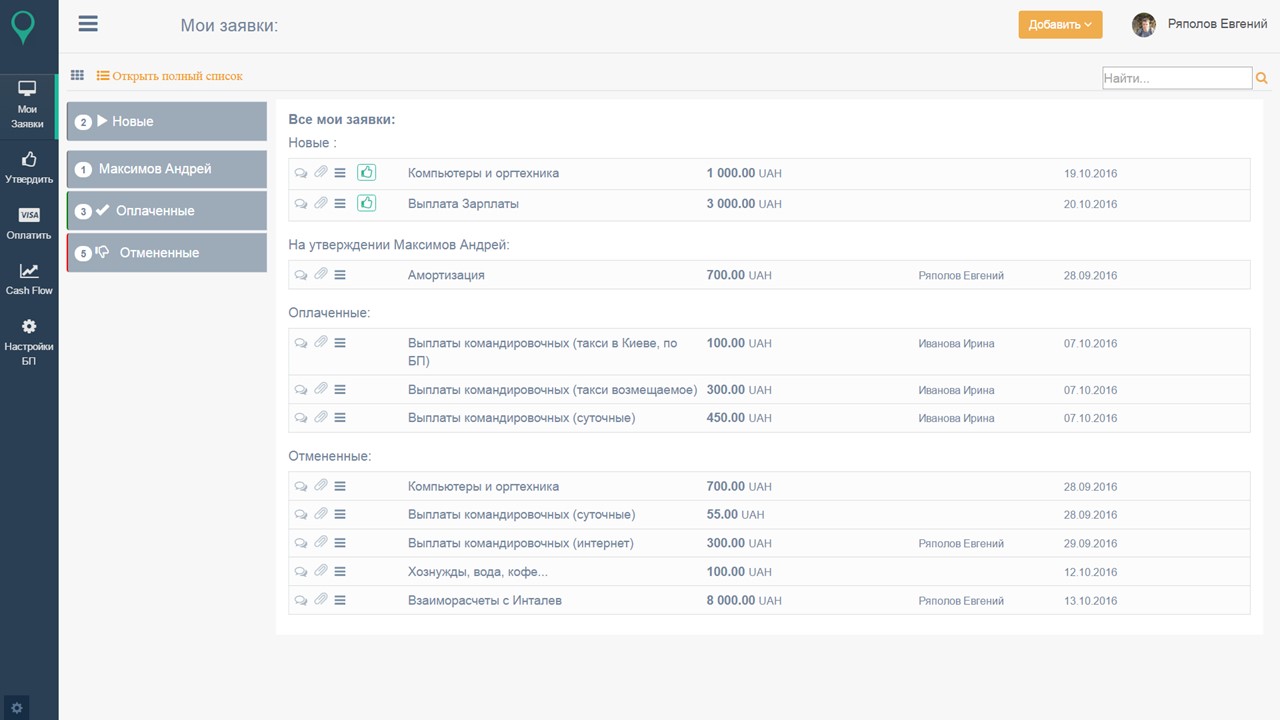 Мои заявки:
Добавить
Ряполов Евгений
Открыть полный список
Найти...
Мои
Заявки
Утвердить
VISA
Оплатить
Cash Flow
Настройки
БП
2 Новые
1 Максимов Андрей
3 Оплаченные
5 Отмененные
Все мои заявки:
Новые :
Компьютеры и оргтехника 1 000.00 UAH 19.10.2016
Выплата Зарплаты 3 000.00 UAH 20.10.2016
На утверждении Максимов Андрей:
Амортизация 700.00 UAH Ряполов Евгений 28.09.2016
Оплаченные:
Выплаты командировочных (такси в Киеве, по 100.00 UAH Иванова Ирина 07.10.2016
БП)
Выплаты командировочных (такси возмещаемое) 300.00 UAH Иванова Ирина 07.10.2016
Выплаты командировочных (суточные) 450.00 UAH Иванова Ирина 07.10.2016
Отмененные:
Компьютеры и оргтехника 700.00 UAH 28.09.2016
Выплаты командировочных (суточные) 55.00 UAH 28.09.2016
Выплаты командировочных (интернет) 300.00 UAH Ряполов Евгений 29.09.2016
Хознужды, вода, кофе... 100.00 UAH 12.10.2016
Взаиморасчеты с Инталев 8 000.00 UAH Ряполов Евгений 13.10.2016